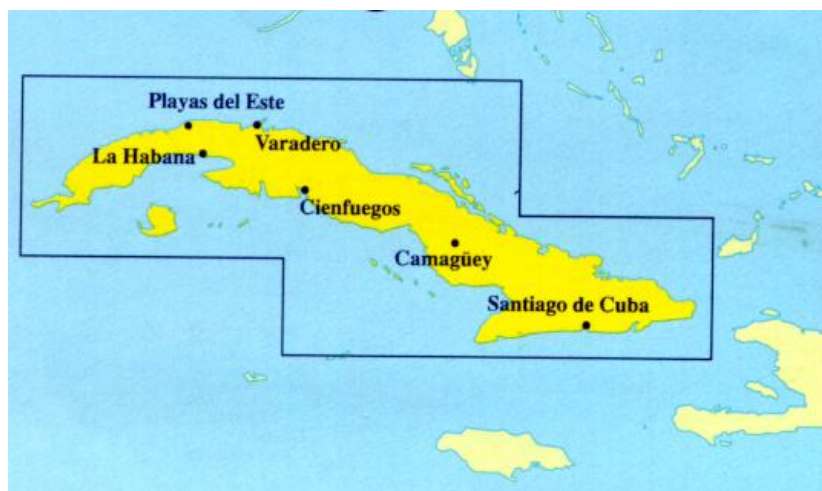 Playas del Este
Varadero
La Habana
Cienfuegos
Camagüey
Santiago de Cuba